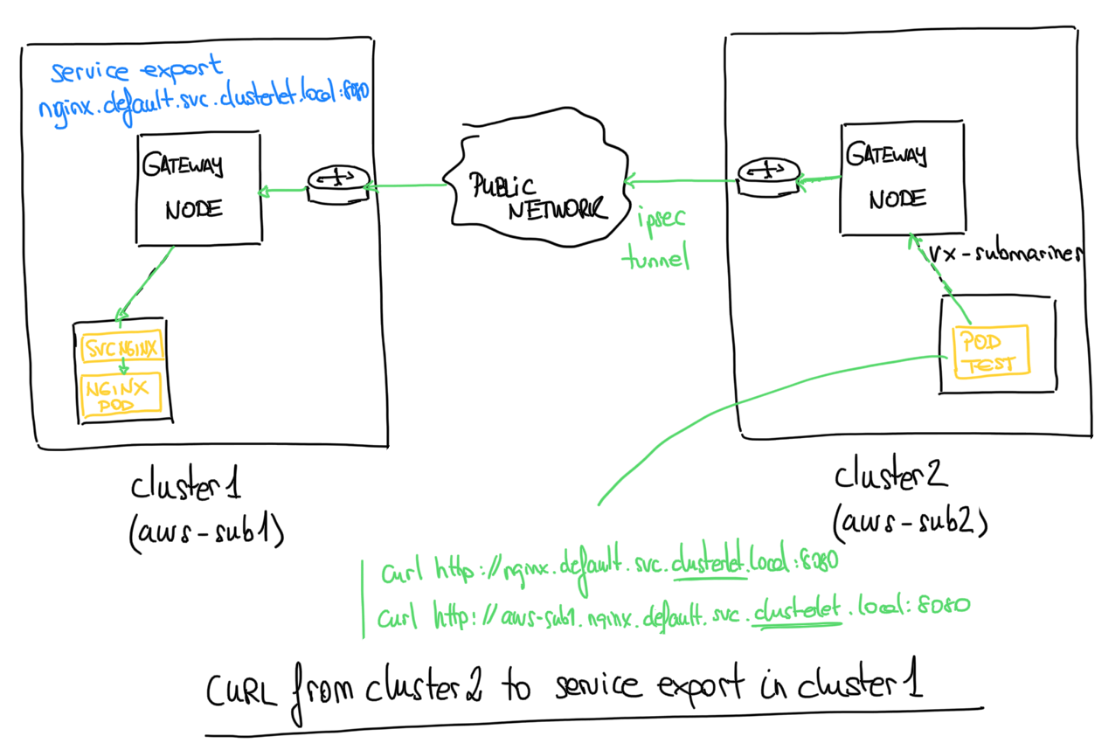 service export
nginx.default.svc.clusterlet.local:8080
GATEWAY
NODE
SVC NGINX
NGINX
POD
cluster1
(aws-sub1)
PUBLIC
NETWORK
ipsec
tunnel
GATEWAY
NODE
vx-submarines
POD
TEST
cluster2
(aws-sub2)
curl http://nginx.default.svc.clusterlet.local:8080
curl http://aws-sub1.nginx.default.svc.clusterlet.local:8080
CURL from cluster2 to service export in cluster1